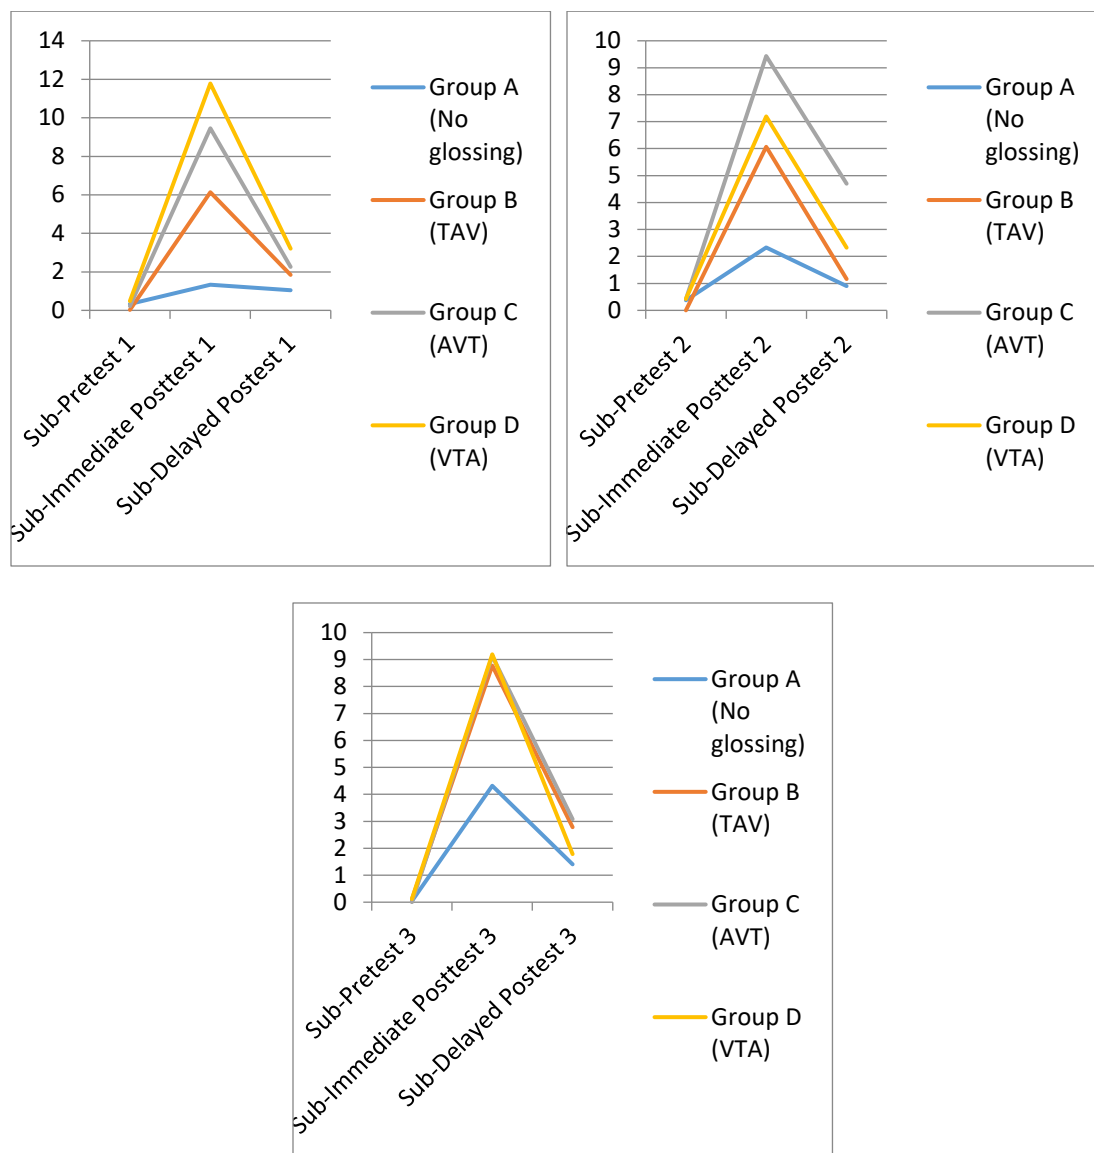 14
12
10
8
6
4
2
0
Sub-Pretest 1
Sub-Immediate Posttest 1
Sub-Delayed Postest 1
Group A
(No
glossing)
Group B
(TAV)
Group C
(AVT)
Group D
(VTA)
10
9
8
7
6
5
4
3
2
1
0
Sub-Pretest 2
Sub-Immediate Posttest 2
Sub-Delayed Postest 2
Group A
(No
glossing)
Group B
(TAV)
Group C
(AVT)
Group D
(VTA)
10
9
8
7
6
5
4
3
2
1
0
Sub-Pretest 3
Sub-Immediate Posttest 3
Sub-Delayed Postest 3
Group A
(No
glossing)
Group B
(TAV)
Group C
(AVT)
Group D
(VTA)